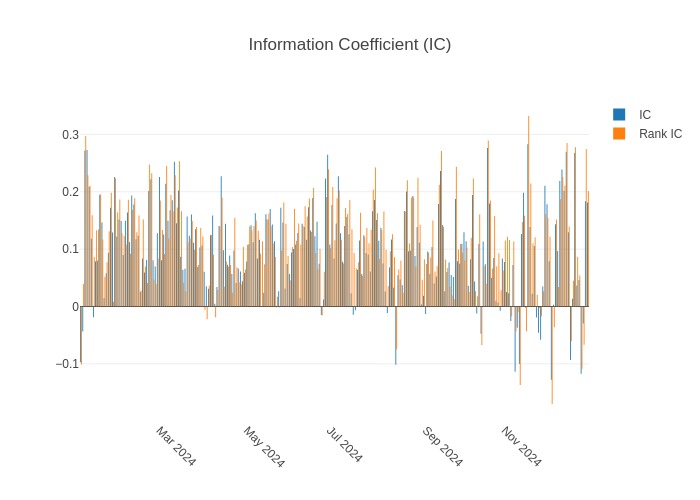 Information Coefficient (IC)
IC
Rank IC
0.3
0.2
0.1
0
−0.1
Mar 2024
May 2024
Jul 2024
Sep 2024
Nov 2024